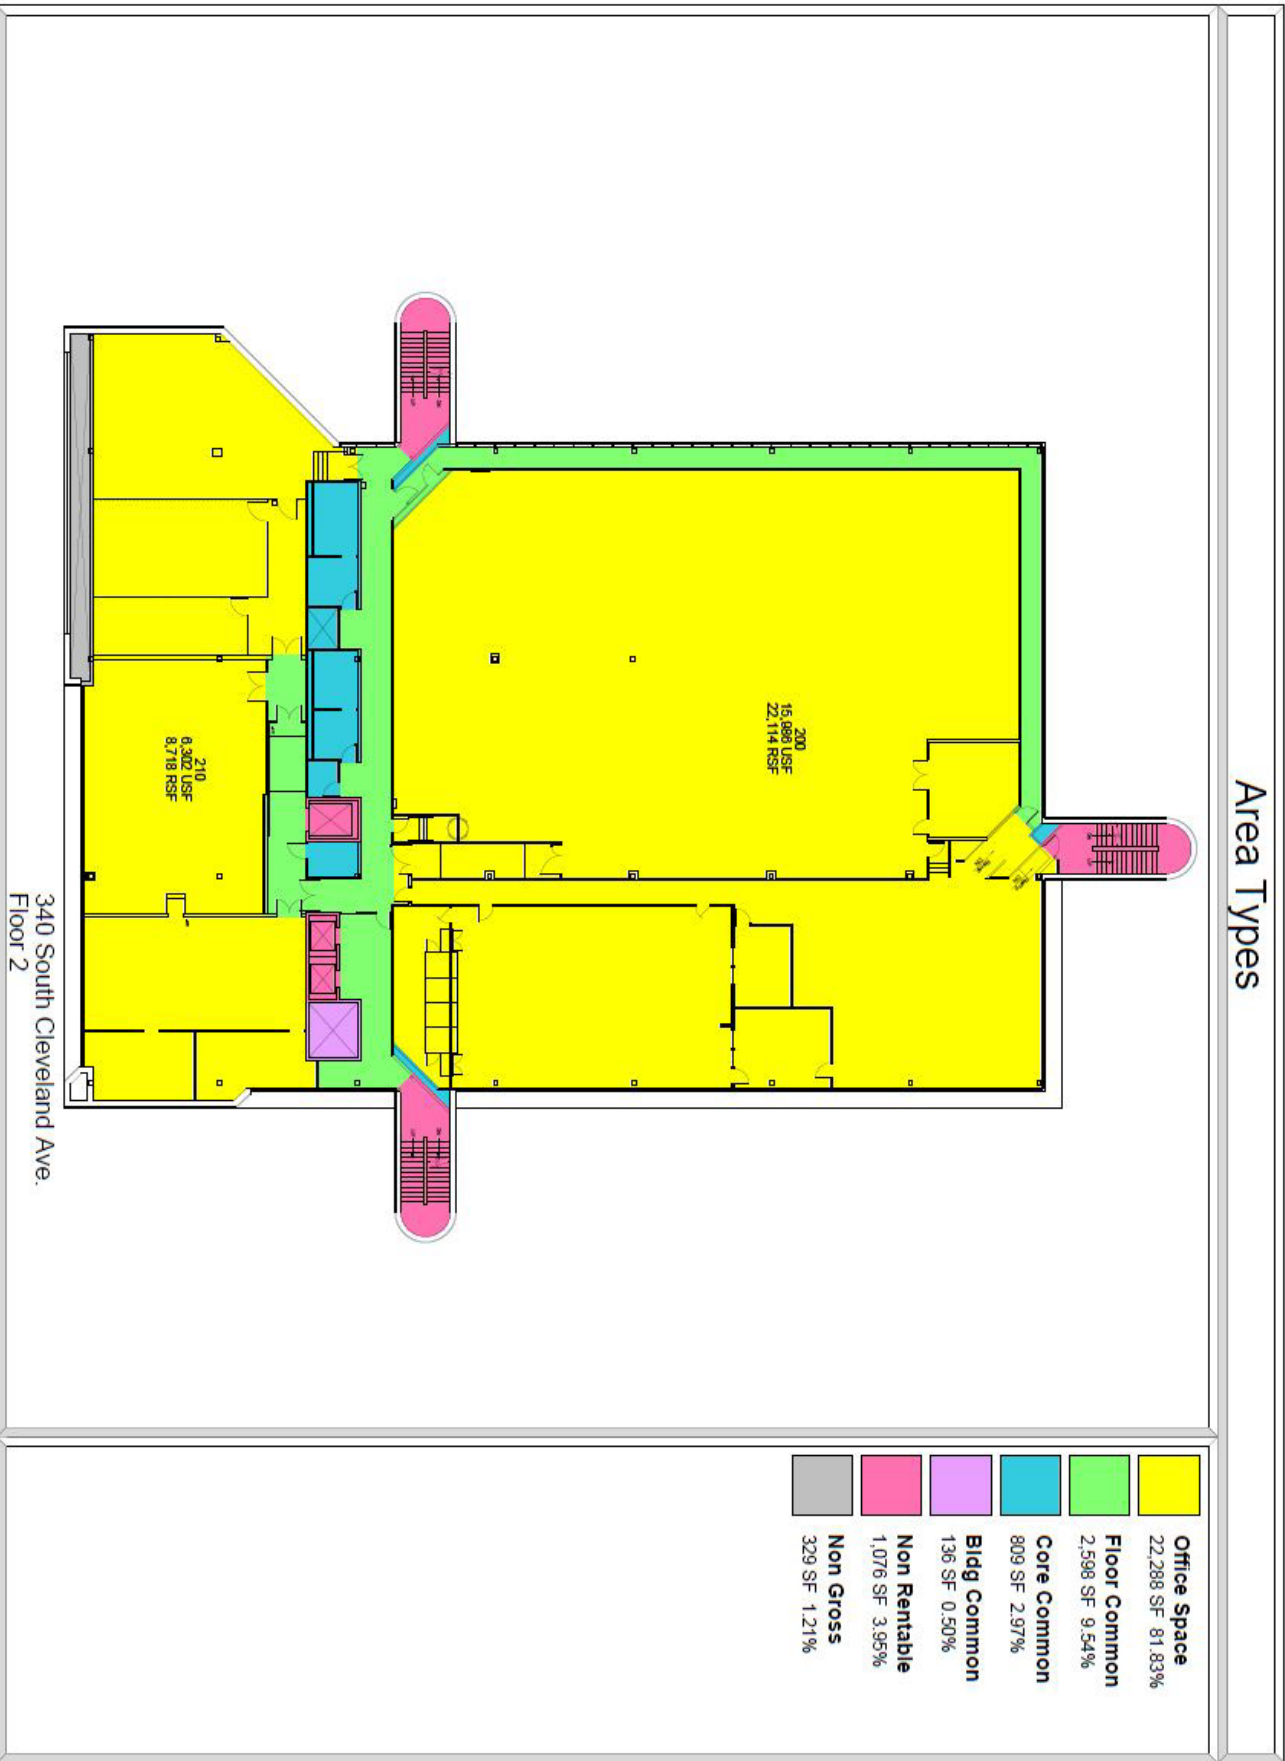 Area Types
200
15,986 USF
22,114 RSF
210
6,302 USF
8,718 RSF
340 South Cleveland Ave.
Floor 2
Office Space
22,288 SF 81.83%
Floor Common
2,598 SF 9.54%
Core Common
809 SF 2.97%
Bldg Common
136 SF 0.50%
Non Rentable
1,076 SF 3.95%
Non Gross
329 SF 1.21%